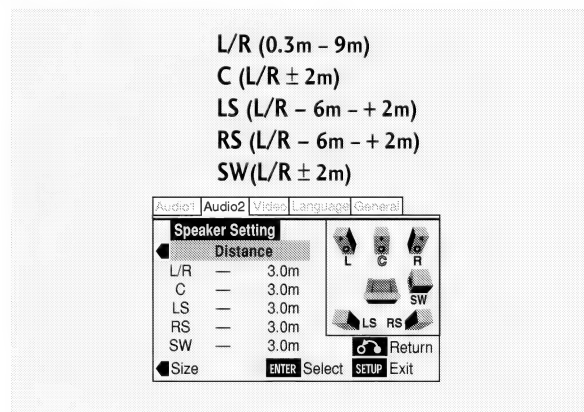 L/R (0.3m – 9m)
C (L/R ± 2m)
LS (L/R – 6m – + 2m)
RS (L/R – 6m – + 2m)
SW(L/R ± 2m)
Audio1 Audio2 Video Language General
Speaker Setting
Distance
L/R — 3.0m
C — 3.0m
LS — 3.0m
RS — 3.0m
SW — 3.0m
L C R
SW
LS RS
Return
Size ENTER Select SETUP Exit